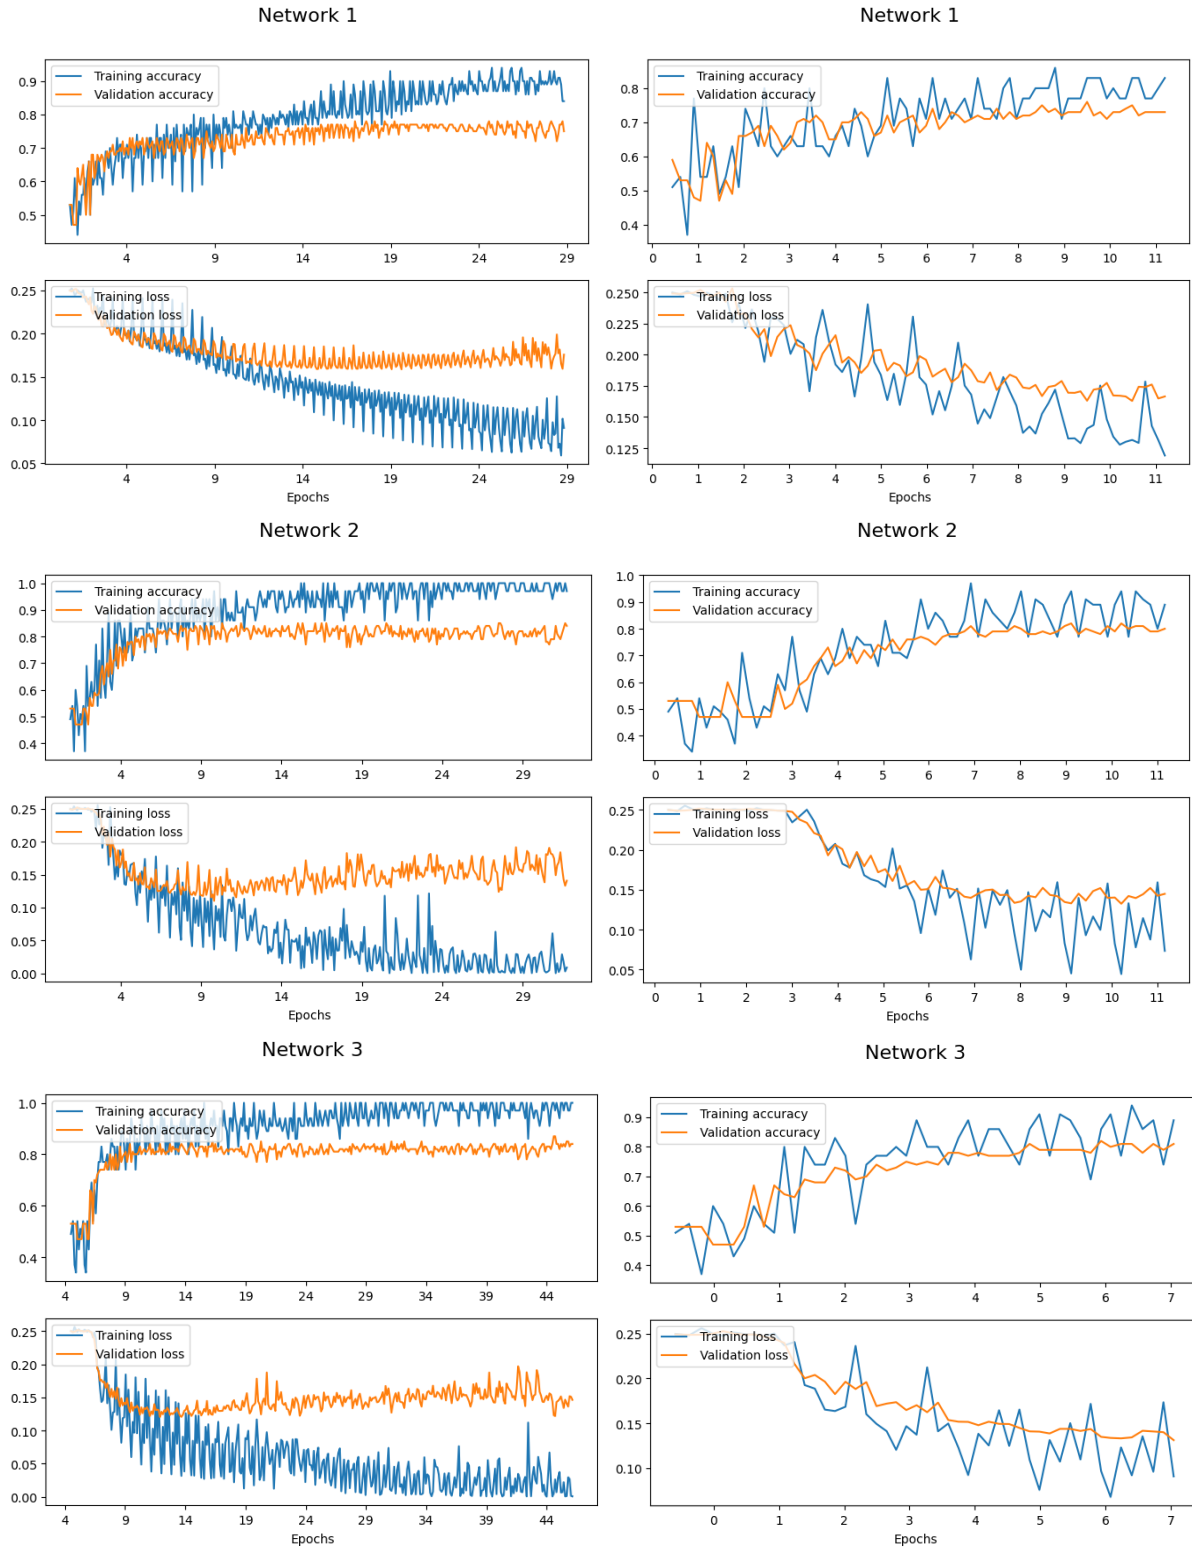 Network 1
Training accuracy
Validation accuracy
0.9
0.8
0.7
0.6
0.5
4 9 14 19 24 29
Training loss
Validation loss
0.25
0.20
0.15
0.10
0.05
4 14 19 29
Epochs
Network 1
Training accuracy
Validation accuracy
0.8
0.7
0.6
0.5
0.4
0 1 2 3 4 5 6 7 8 9 10 11
Training loss
Validation loss
0.250
0.225
0.200
0.175
0.150
0.125
0 1 2 3 4 5 6 7 8 9 10 11
Epochs
Network 2
Training accuracy
Validation accuracy
1.0
0.9
0.8
0.7
0.6
0.5
0.4
4 9 14 19 24 29
Training loss
Validation loss
0.25
0.20
0.15
0.10
0.05
0.00
4 9 14 19 24 29
Epochs
Network 2
Training accuracy
Validation accuracy
1.0
0.9
0.8
0.7
0.6
0.5
0.4
0 1 2 3 4 5 6 7 8 9 10 11
Training loss
Validation loss
0.25
0.20
0.15
0.10
0.05
0 1 2 3 4 5 6 7 8 9 10 11
Epochs
Network 3
Training accuracy
Validation accuracy
1.0
0.8
0.6
0.4
4 9 14 19 24 29 34 39 44
Training loss
Validation loss
0.25
0.20
0.15
0.10
0.05
0.00
4 9 14 19 24 29 34 39 44
Epochs
Network 3
Training accuracy
Validation accuracy
0.9
0.8
0.7
0.6
0.5
0.4
0 1 2 3 4 5 6 7
Training loss
Validation loss
0.25
0.20
0.15
0.10
0 1 2 3 4 5 6 7
Epochs